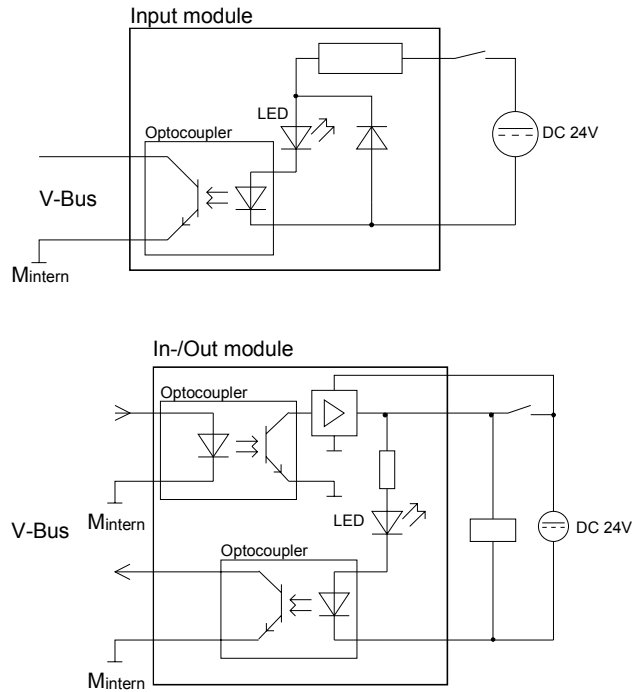 Input module
LED
Optocoupler
DC 24V
V-Bus
Mintern
In-/Out module
Optocoupler
Mintern
LED
V-Bus
DC 24V
Optocoupler
Mintern